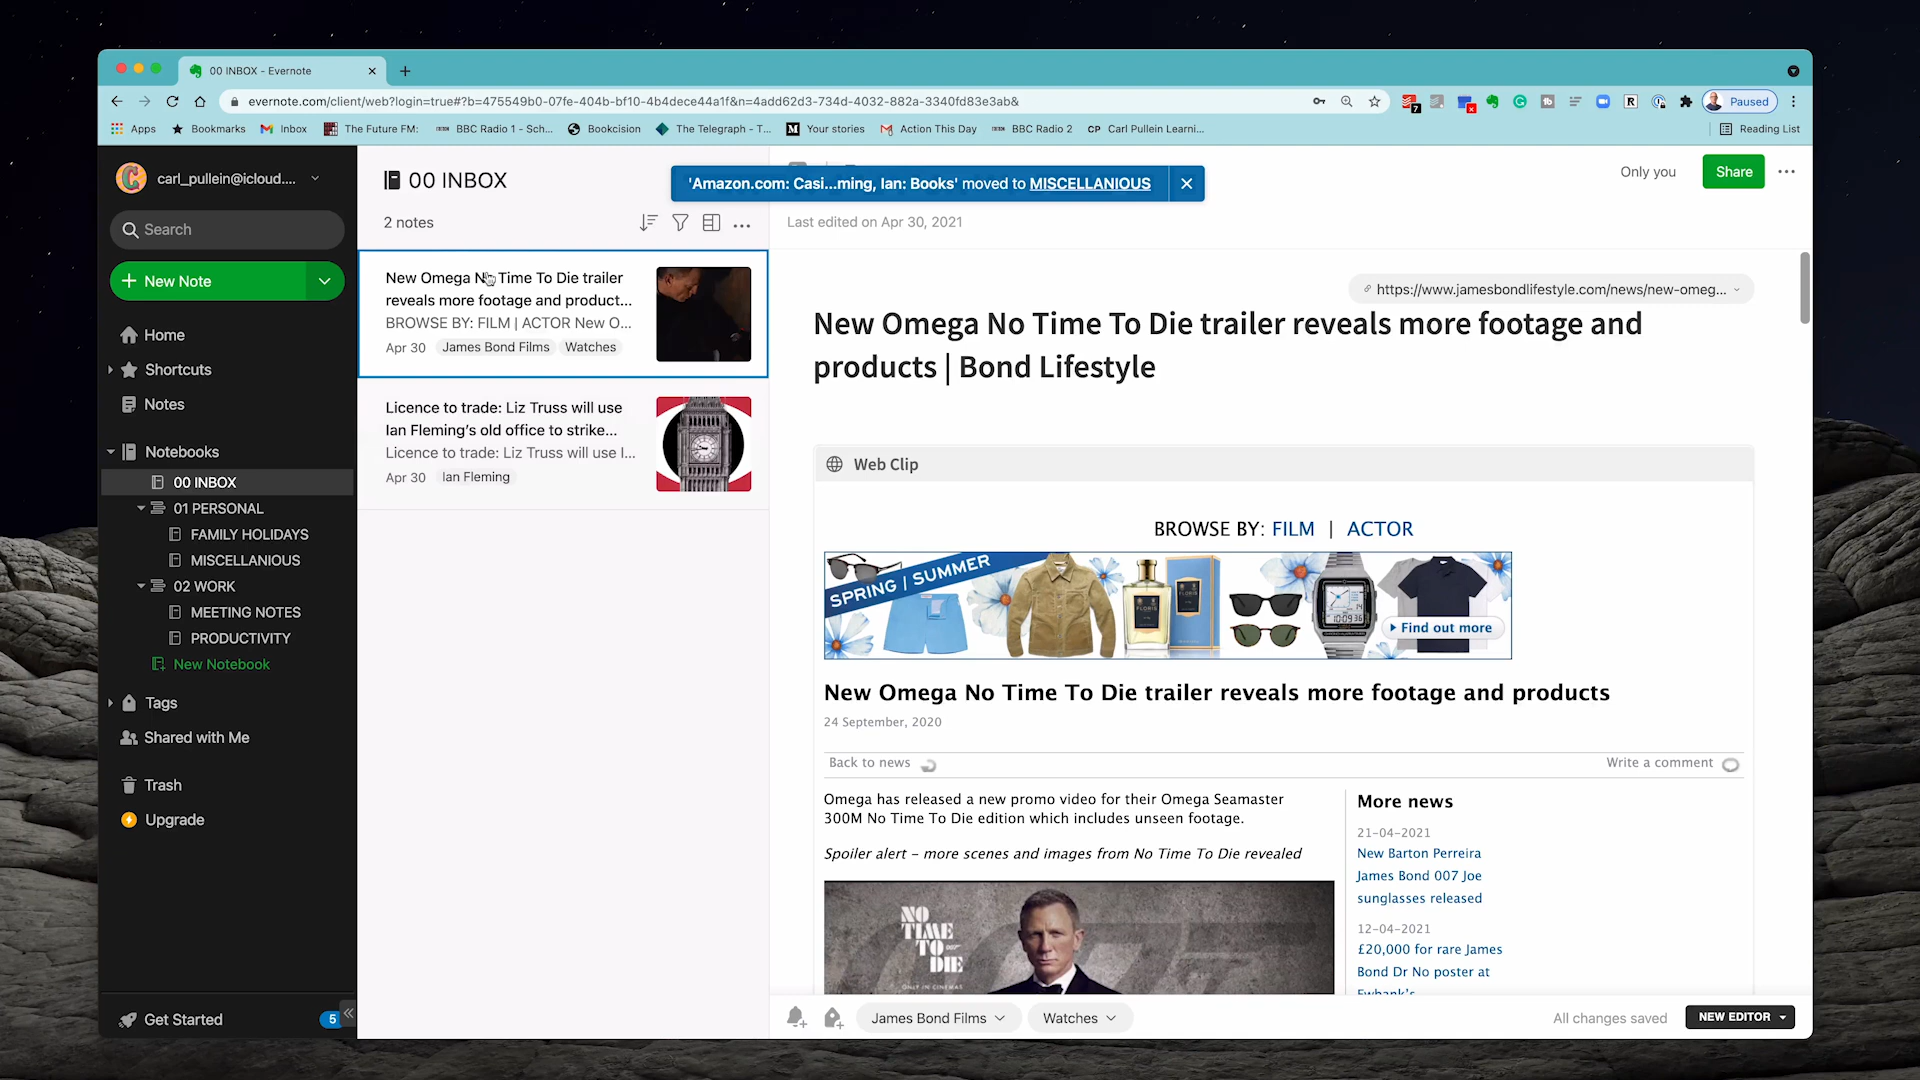 00 INBOX - Evernote
evernote.com/client/web?login=true#?b=475549b0-07fe-404b-bf10-4b4dece44a1f&n=4add62d3-734d-4032-882a-3340fd83e3ab&
7
R
Paused
Apps
Bookmarks
Inbox
The Future FM:
BBC Radio 1 - Sch...
Bookcision
The Telegraph - T...
Your stories
Action This Day
BBC Radio 2
CP Carl Pullein Learni...
Reading List
carl_pullein@icloud....
Search
New Note
Home
Shortcuts
Notes
Notebooks
00 INBOX
01 PERSONAL
FAMILY HOLIDAYS
MISCELLANIOUS
02 WORK
MEETING NOTES
PRODUCTIVITY
New Notebook
Tags
Shared with Me
Trash
Upgrade
Get Started
5
00 INBOX
2 notes
New Omega No Time To Die trailer
reveals more footage and product...
BROWSE BY: FILM | ACTOR New O...
Apr 30 James Bond Films Watches
Licence to trade: Liz Truss will use
Ian Fleming's old office to strike...
Licence to trade: Liz Truss will use I...
Apr 30 Ian Fleming
'Amazon.com: Casi...ming, Ian: Books' moved to MISCELLANIOUS
Only you
Share
Last edited on Apr 30, 2021
https://www.jamesbondlifestyle.com/news/new-omeg...
New Omega No Time To Die trailer reveals more footage and
products | Bond Lifestyle
Web Clip
BROWSE BY: FILM | ACTOR
SPRING | SUMMER
FLORIS
10:09 36
Find out more
New Omega No Time To Die trailer reveals more footage and products
24 September, 2020
Back to news
Write a comment
Omega has released a new promo video for their Omega Seamaster
300M No Time To Die edition which includes unseen footage.
Spoiler alert – more scenes and images from No Time To Die revealed
NO
TIME
TO
DIE
007
ONLY IN CINEMAS
More news
21-04-2021
New Barton Perreira
James Bond 007 Joe
sunglasses released
12-04-2021
£20,000 for rare James
Bond Dr No poster at
Ewbank's
James Bond Films
Watches
All changes saved
NEW EDITOR